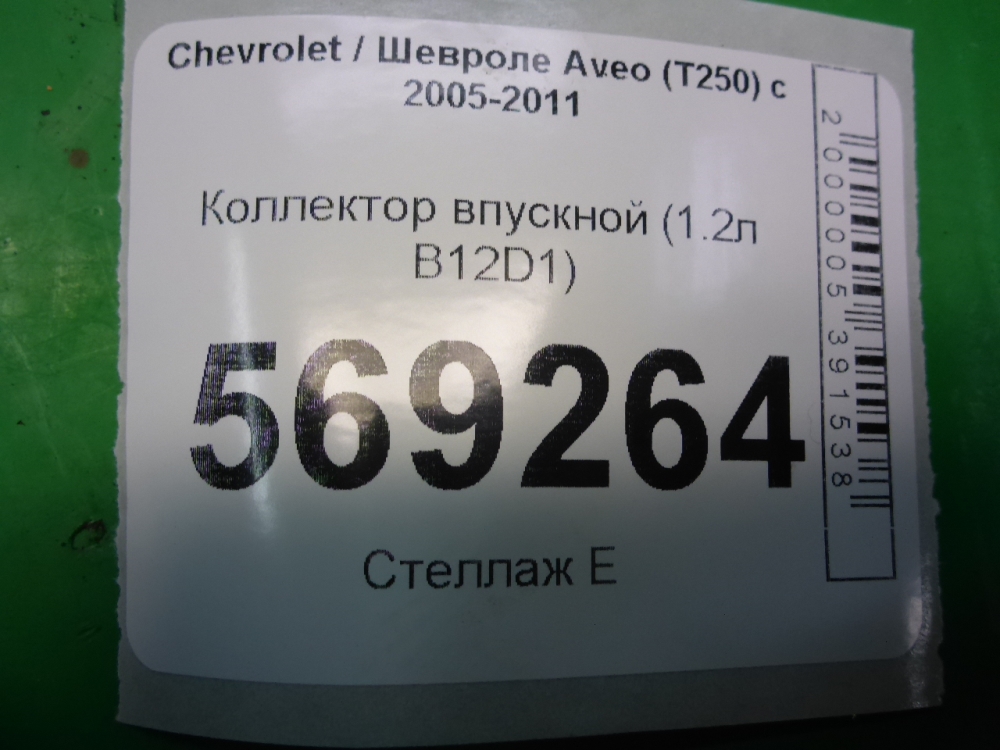 Chevrolet / Шевроле Aveo (T250) с
2005-2011
Коллектор впускной (1.2л
B12D1)
569264
Стеллаж Е
2000005391538